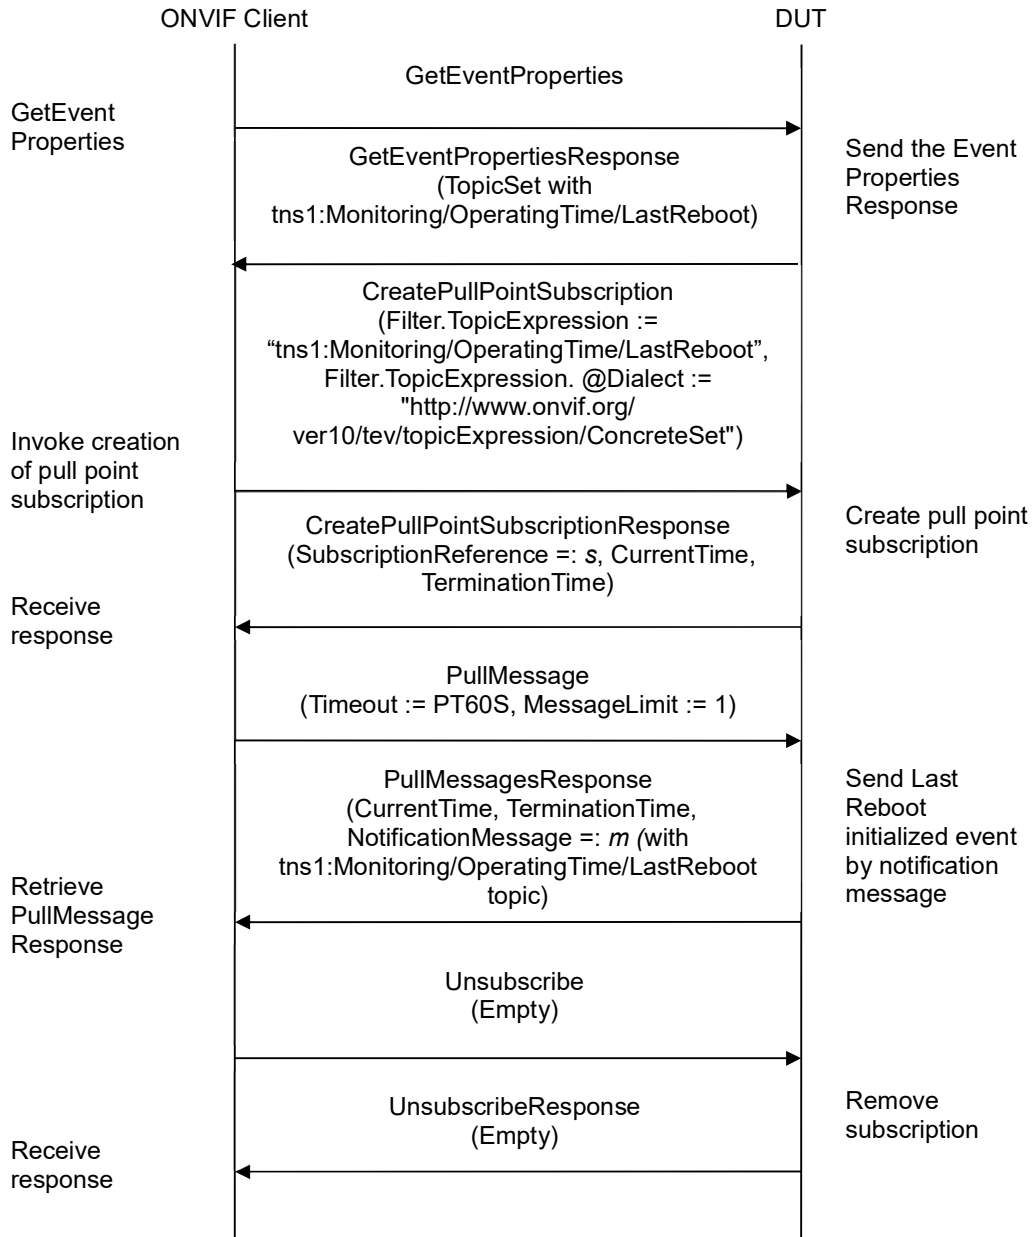 ONVIF Client
DUT
GetEventProperties
GetEvent
Properties
GetEventPropertiesResponse
(TopicSet with
tns1:Monitoring/OperatingTime/LastReboot)
Send the Event
Properties
Response
CreatePullPointSubscription
(Filter.TopicExpression :=
“tns1:Monitoring/OperatingTime/LastReboot”,
Filter.TopicExpression. @Dialect :=
"http://www.onvif.org/
ver10/tev/topicExpression/ConcreteSet")
Invoke creation
of pull point
subscription
CreatePullPointSubscriptionResponse
(SubscriptionReference =: s, CurrentTime,
TerminationTime)
Create pull point
subscription
Receive
response
PullMessage
(Timeout := PT60S, MessageLimit := 1)
PullMessagesResponse
(CurrentTime, TerminationTime,
NotificationMessage =: m (with
tns1:Monitoring/OperatingTime/LastReboot
topic)
Send Last
Reboot
initialized event
by notification
message
Retrieve
PullMessage
Response
Unsubscribe
(Empty)
UnsubscribeResponse
(Empty)
Remove
subscription
Receive
response